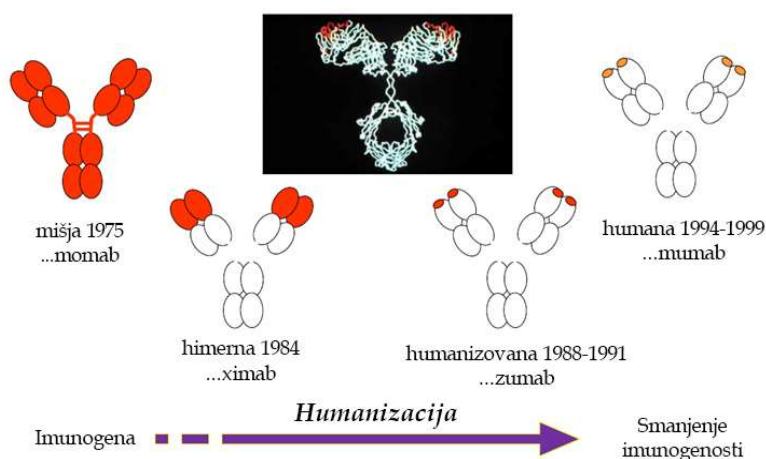 mišja 1975
...momab
himerna 1984
...ximab
humanizovana 1988-1991
...zumab
humana 1994-1999
...mumab
Humanizacija
Imunogena
Smanjenje
imunogenosti